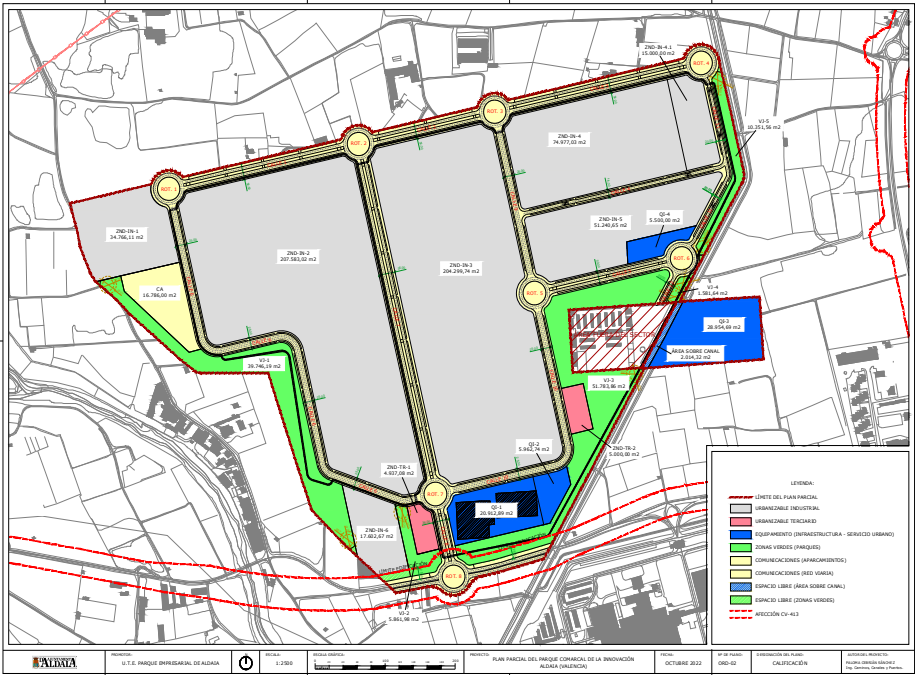 ZND-IN-4.1
15.000,00 m2
ROT. 4
ROT. 3
ROT. 2
ROT. 1
VJ-5
10.351,56 m2
ZND-IN-4
74.977,03 m2
ZND-IN-1
34.766,11 m2
ZND-IN-2
207.583,02 m2
ZND-IN-3
204.299,74 m2
ZND-IN-5
51.240,65 m2
QI-4
5.500,00 m2
ROT. 6
ROT. 5
CA
16.786,00 m2
VJ-4
1.581,64 m2
QI-3
28.954,69 m2
ÁREA SOBRE CANAL
2.014,32 m2
VJ-1
39.746,19 m2
VJ-3
51.783,86 m2
QI-2
5.962,74 m2
ZND-TR-2
5.000,00 m2
ZND-TR-1
4.937,08 m2
ROT. 7
QI-1
20.912,89 m2
ZND-IN-6
17.602,67 m2
ROT. 8
VJ-2
5.861,98 m2
LEYENDA:
LÍMITE DEL PLAN PARCIAL
URBANIZABLE INDUSTRIAL
URBANIZABLE TERCIARIO
EQUIPAMIENTO (INFRAESTRUCTURA - SERVICIO URBANO)
ZONAS VERDES (PARQUES)
COMUNICACIONES (APARCAMIENTOS)
COMUNICACIONES (RED VIARIA)
ESPACIO LIBRE (ÁREA SOBRE CANAL)
ESPACIO LIBRE (ZONAS VERDES)
AFECCIÓN CV-413
ALDAIA
PROMOTOR:
U.T.E. PARQUE EMPRESARIAL DE ALDAIA
ESCALA:
1:2500
ESCALA GRÁFICA:
PROYECTO:
PLAN PARCIAL DEL PARQUE COMARCAL DE LA INNOVACIÓN
ALDAIA (VALENCIA)
FECHA:
OCTUBRE 2022
Nº DE PLANO:
ORD-02
DESIGNACIÓN DEL PLANO:
CALIFICACIÓN
AUTOR DEL PROYECTO: